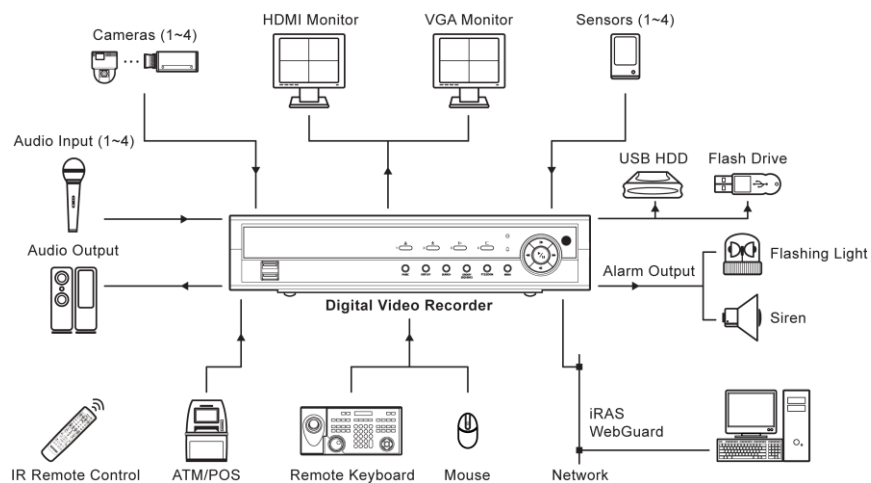 HDMI Monitor
VGA Monitor
Sensors (1~4)
Cameras (1~4)
Audio Input (1~4)
USB HDD
Flash Drive
Audio Output
Flashing Light
Alarm Output
Digital Video Recorder
Siren
iRAS
WebGuard
IR Remote Control
ATM/POS
Remote Keyboard
Mouse
Network